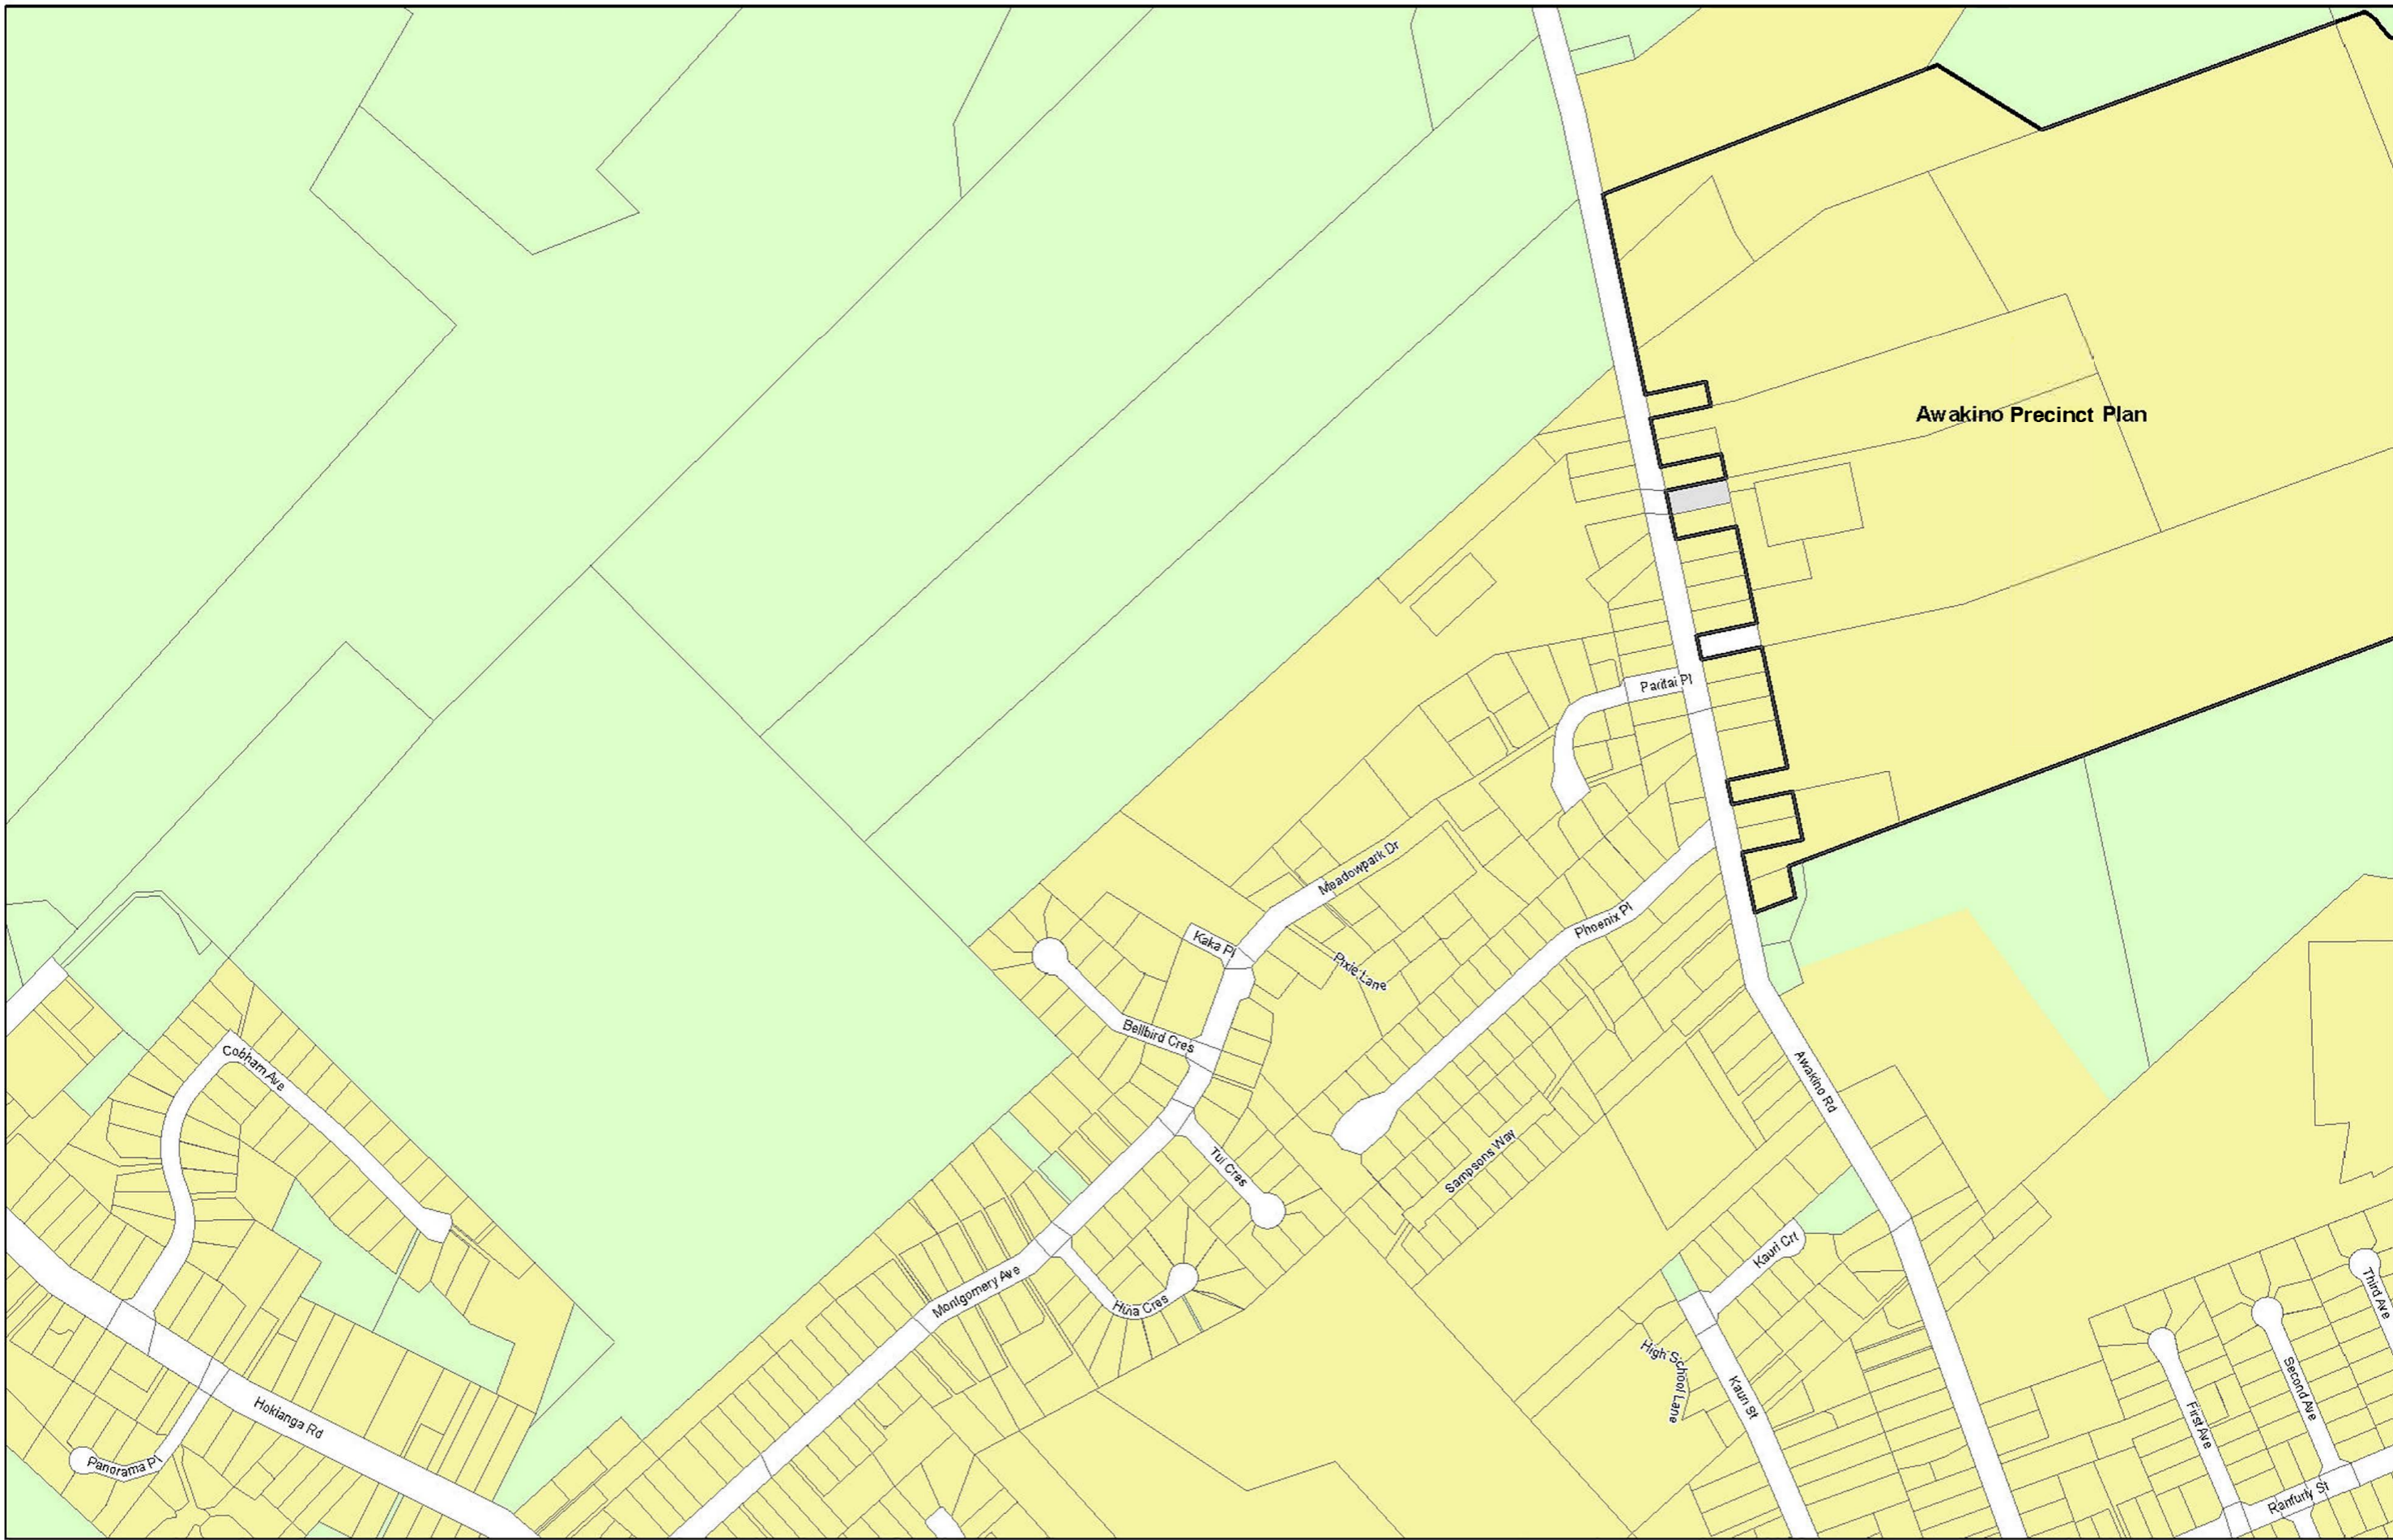 Awakino Precinct Plan
Paritai Pl
Meadowpark Dr
Phoenix Pl
Kaka Pl
Pixie Lane
Bellbird Cres
Cobham Ave
Awakino Rd
Tui Cres
Sampsons Way
Kauri Crt
Montgomery Ave
Huia Cres
Third Ave
High School Lane
Kauri St
Second Ave
First Ave
Hokianga Rd
Panorama Pl
Ranfurly St